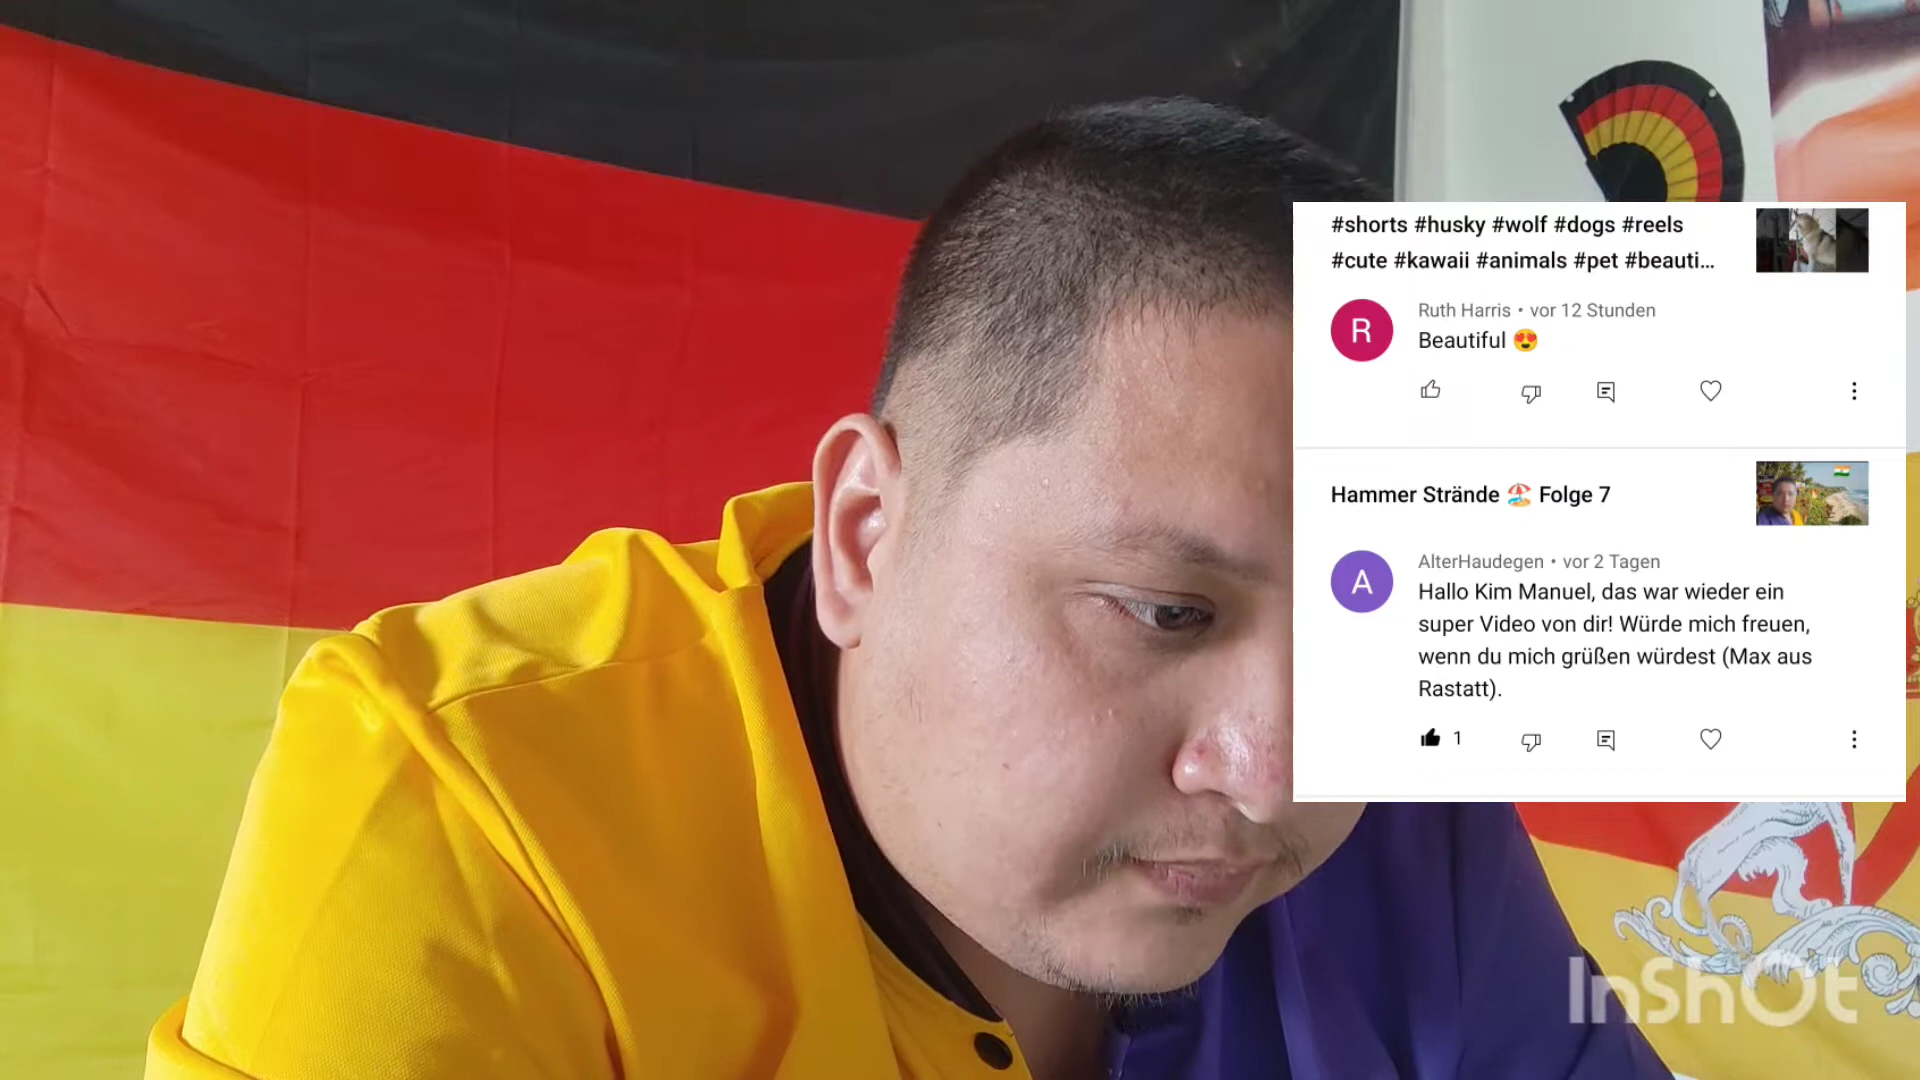 #shorts #husky #wolf #dogs #reels
#cute #kawaii #animals #pet #beauti...
Ruth Harris • vor 12 Stunden
R
Beautiful 😍
Hammer Strände 🏖️ Folge 7
AlterHaudegen • vor 2 Tagen
A
Hallo Kim Manuel, das war wieder ein
super Video von dir! Würde mich freuen,
wenn du mich grüßen würdest (Max aus
Rastatt).
1
InShOt